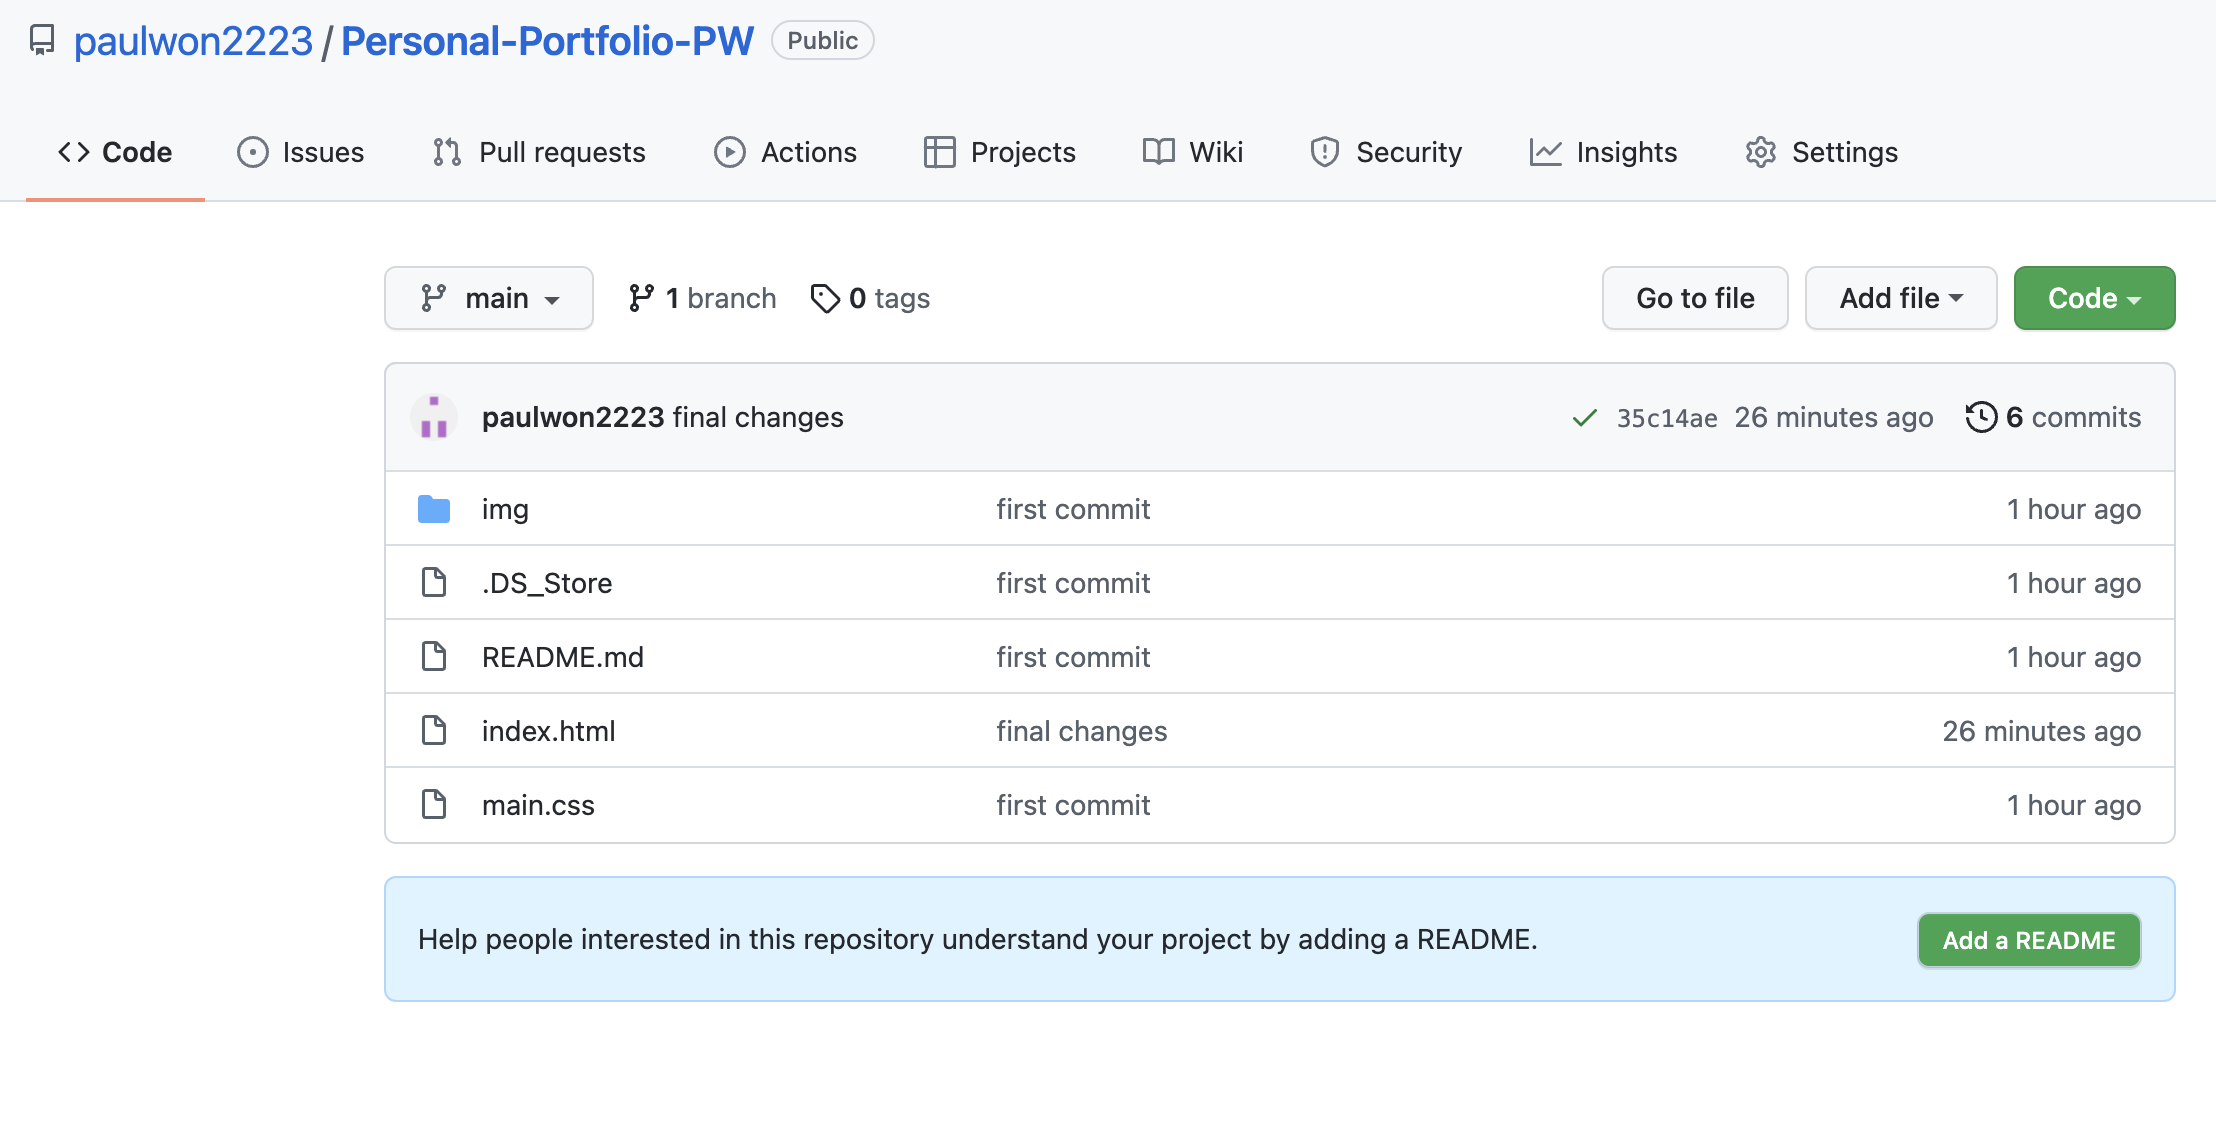 paulwon2223 / Personal-Portfolio-PW Public
Code Issues Pull requests Actions Projects Wiki Security Insights Settings
main 1 branch 0 tags Go to file Add file Code
paulwon2223 final changes 35c14ae 26 minutes ago 6 commits
img first commit 1 hour ago
.DS_Store first commit 1 hour ago
README.md first commit 1 hour ago
index.html final changes 26 minutes ago
main.css first commit 1 hour ago
Help people interested in this repository understand your project by adding a README. Add a README